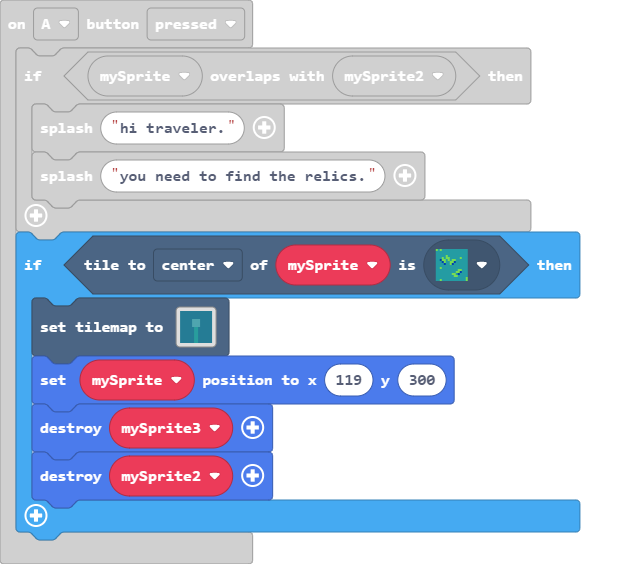 on A button pressed
if mySprite overlaps with mySprite2 then
splash "hi traveler."
splash "you need to find the relics."
if tile to center of mySprite is then
set tilemap to
set mySprite position to x 119 y 300
destroy mySprite3
destroy mySprite2